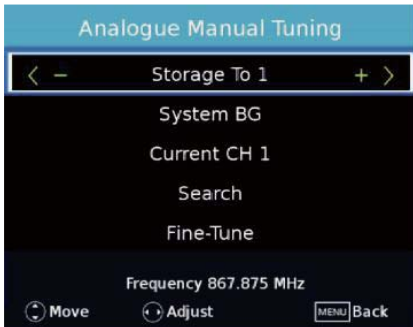 Analogue Manual Tuning
< − Storage To 1 + >
System BG
Current CH 1
Search
Fine-Tune
Frequency 867.875 MHz
Move Adjust MENU Back